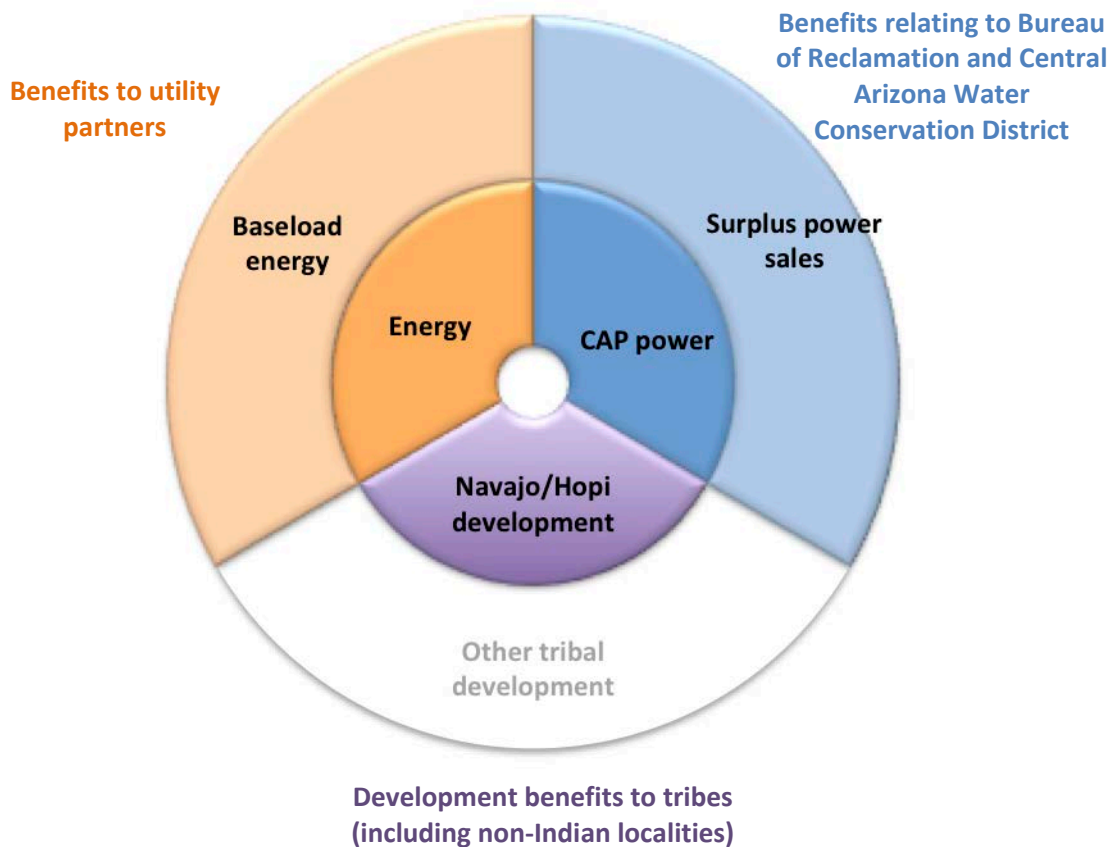 Benefits relating to Bureau
of Reclamation and Central
Arizona Water
Conservation District
Benefits to utility
partners
Baseload
energy
Surplus power
sales
Energy
CAP power
Navajo/Hopi
development
Other tribal
development
Development benefits to tribes
(including non-Indian localities)